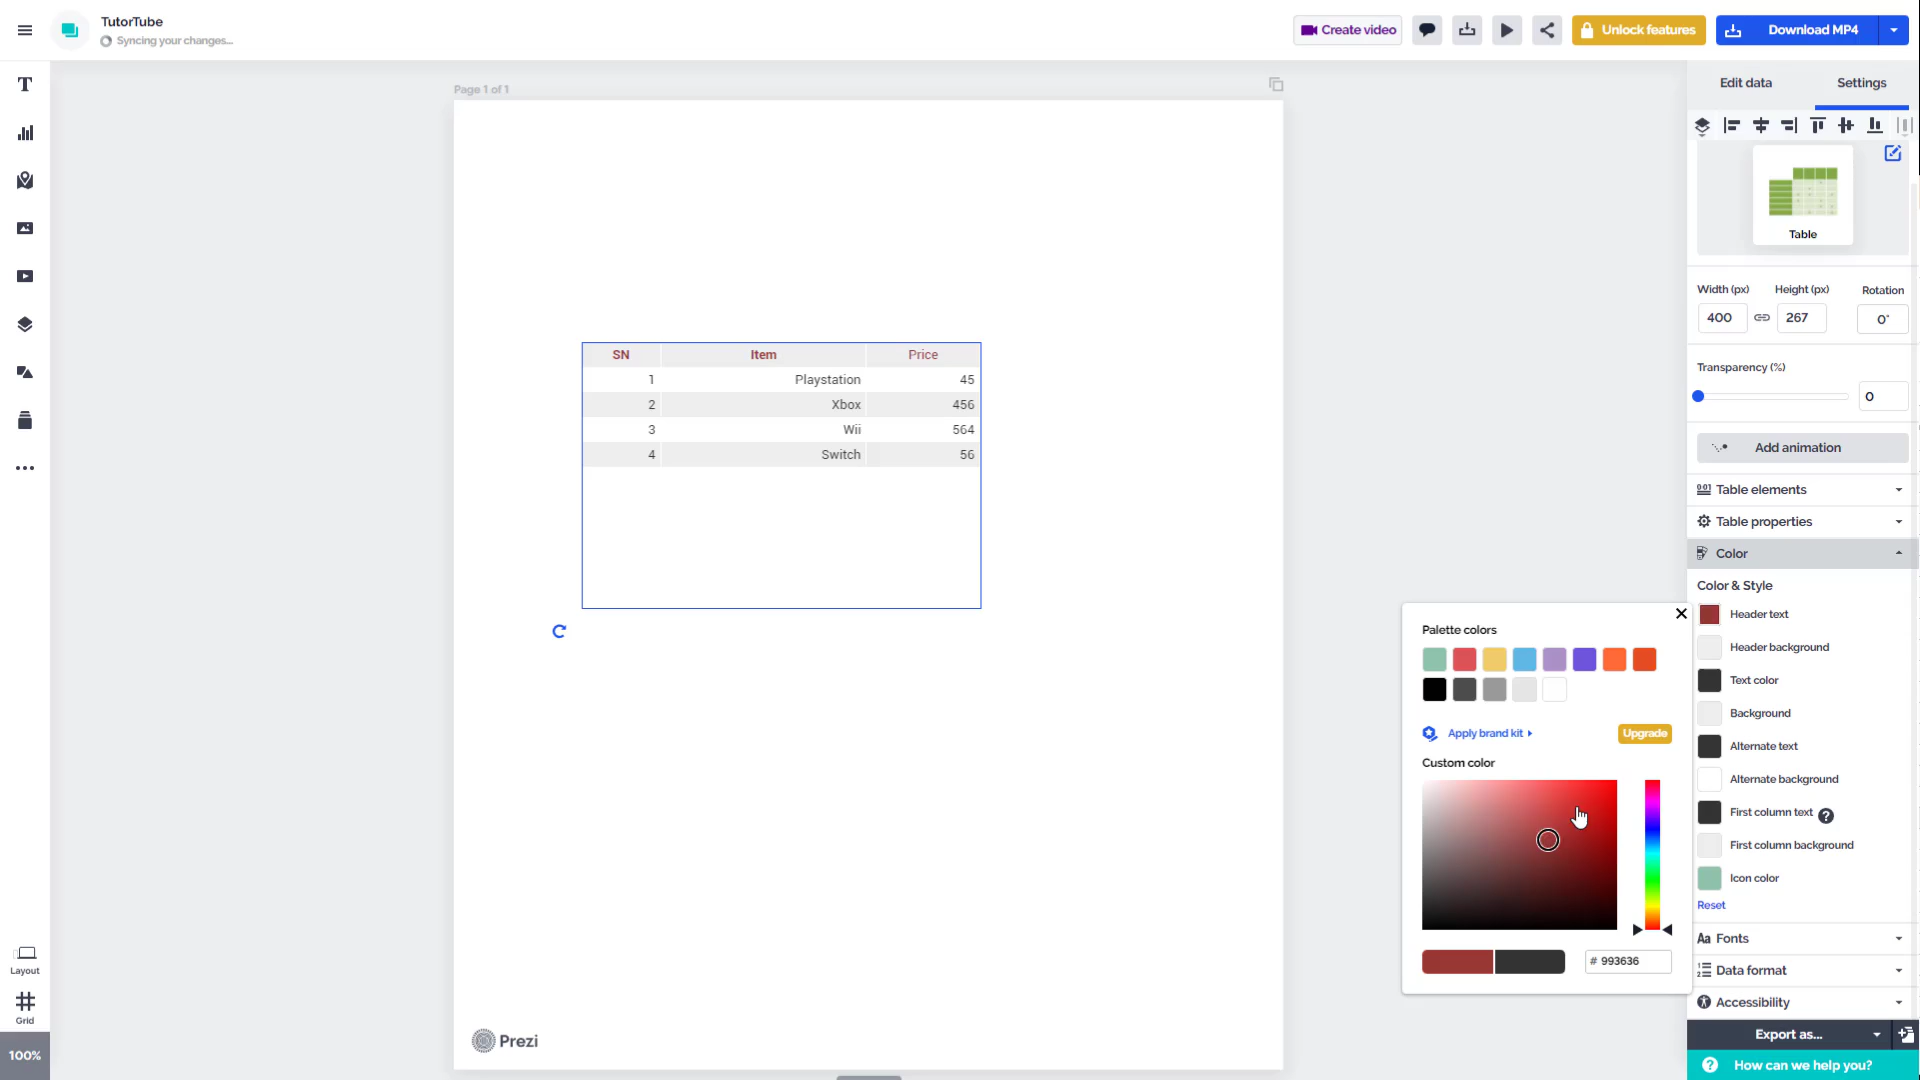 TutorTube
Syncing your changes...
Create video
Unlock features
Download MP4
Page 1 of 1
Edit data
Settings
Table
Width (px)
Height (px)
Rotation
400
267
0°
Transparency (%)
0
Add animation
Table elements
Table properties
Color
Color & Style
Header text
Header background
Text color
Background
Alternate text
Alternate background
First column text ?
First column background
Icon color
Reset
Aa Fonts
Data format
Accessibility
Export as...
? How can we help you?
SN Item Price
1 Playstation 45
2 Xbox 456
3 Wii 564
4 Switch 56
Palette colors
Apply brand kit
Upgrade
Custom color
# 993636
Layout
Grid
100%
Prezi